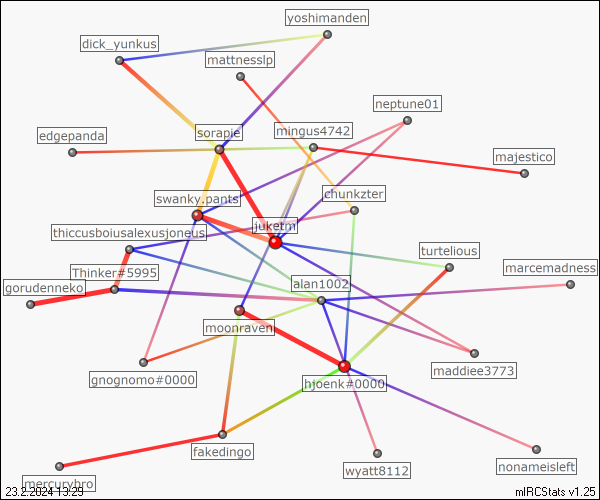 yoshimanden
dick_yunkus
mattnesslp
neptune01
mingus4742
sorapie
edgepanda
majestico
chunkzter
swanky.pants
juketm
thiccusboiusalexusjoneus
turtelious
marcemadness
Thinker#5995
alan1002
gorudenneko
moonraven
maddiee3773
gnognomo#0000
hjoenk#0000
fakedingo
wyatt8112
nonameisleft
mercurybro
23.2.2024 13:29
mIRCStats v1.25